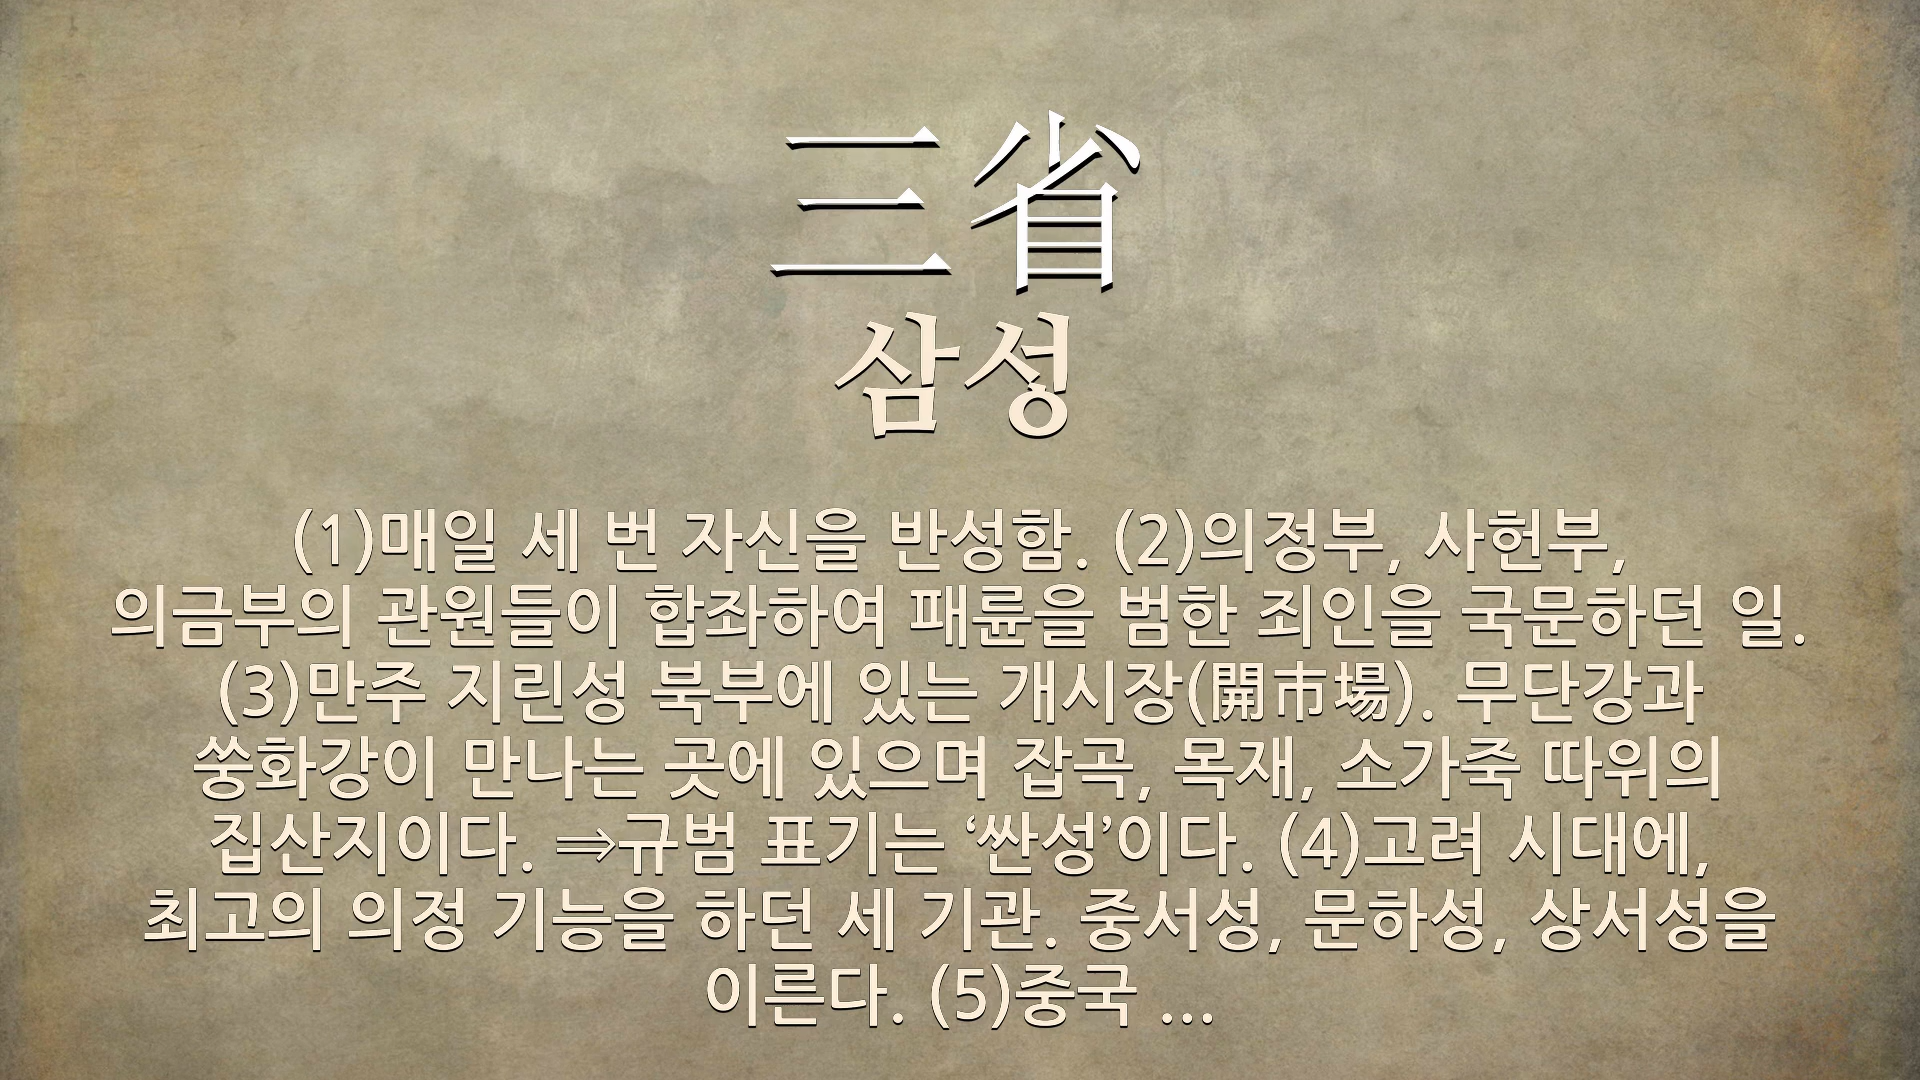 三省
삼성
(1)매일 세 번 자신을 반성함. (2)의정부, 사헌부,
의금부의 관원들이 합좌하여 패륜을 범한 죄인을 국문하던 일.
(3)만주 지린성 북부에 있는 개시장(開市場). 무단강과
쑹화강이 만나는 곳에 있으며 잡곡, 목재, 소가죽 따위의
집산지이다. ⇒규범 표기는 ‘싼성’이다. (4)고려 시대에,
최고의 의정 기능을 하던 세 기관. 중서성, 문하성, 상서성을
이른다. (5)중국 ...